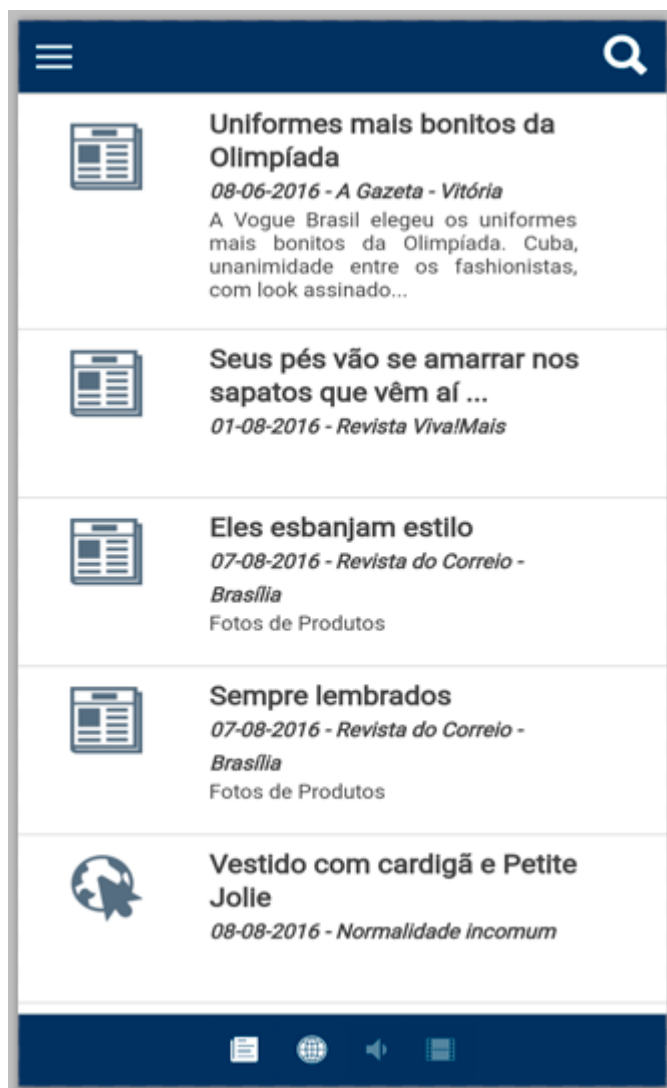 Uniformes mais bonitos da
Olimpíada
08-06-2016 - A Gazeta - Vitória
A Vogue Brasil elegeu os uniformes
mais bonitos da Olimpíada. Cuba,
unanimidade entre os fashionistas,
com look assinado...
Seus pés vão se amarrar nos
sapatos que vêm aí ...
01-08-2016 - Revista Viva!Mais
Eles esbanjam estilo
07-08-2016 - Revista do Correio -
Brasília
Fotos de Produtos
Sempre lembrados
07-08-2016 - Revista do Correio -
Brasília
Fotos de Produtos
Vestido com cardigã e Petite
Jolie
08-08-2016 - Normalidade incomum